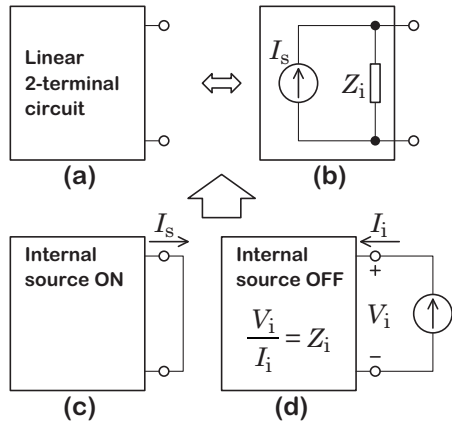 Linear
2-terminal
circuit
(a)
I_s
Z_i
(b)
I_s
Internal
source ON
(c)
I_i
Internal
source OFF
V_i/I_i = Z_i
+
V_i
−
(d)